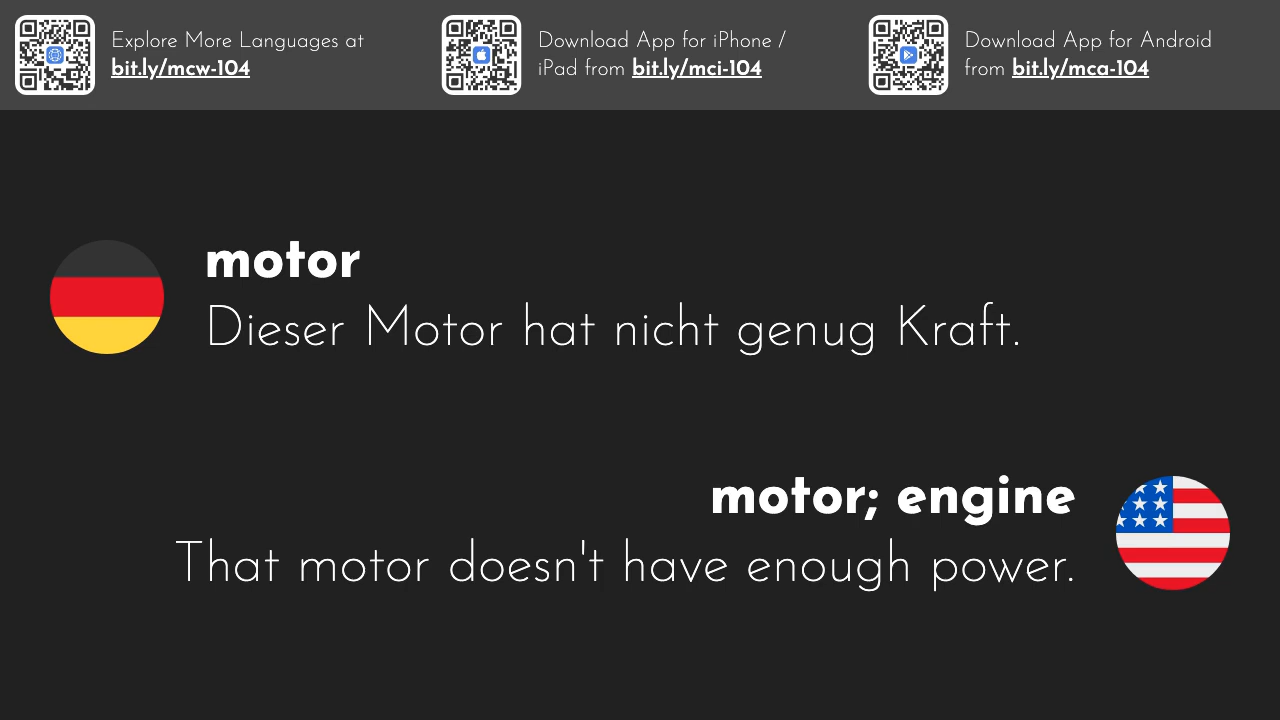 Explore More Languages at
bit.ly/mcw-104
Download App for iPhone /
iPad from bit.ly/mci-104
Download App for Android
from bit.ly/mca-104
motor
Dieser Motor hat nicht genug Kraft.
motor; engine
That motor doesn't have enough power.